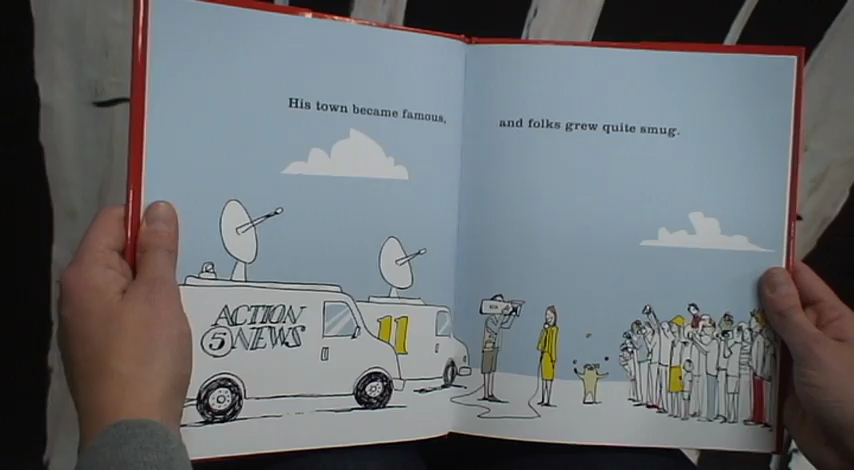 His town became famous,
and folks grew quite smug.
ACTION
5 NEWS
11